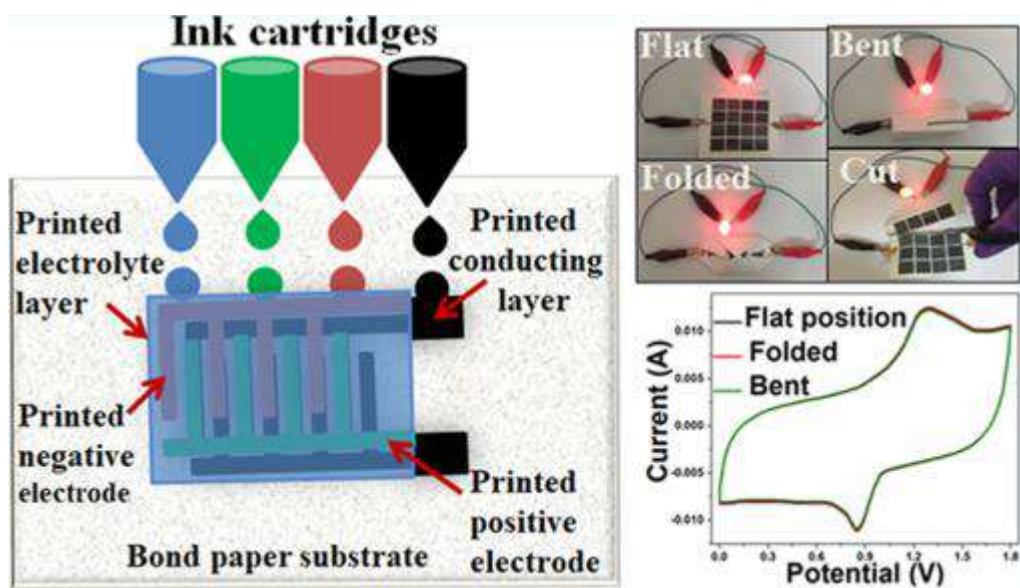 Ink cartridges
Printed
electrolyte
layer
Printed
conducting
layer
Printed
negative
electrode
Printed
positive
electrode
Bond paper substrate
Flat
Bent
Folded
Cut
Flat position
Folded
Bent
Current (A)
0.010
0.005
0.000
-0.005
-0.010
0.0 0.3 0.6 0.9 1.2 1.5 1.8
Potential (V)